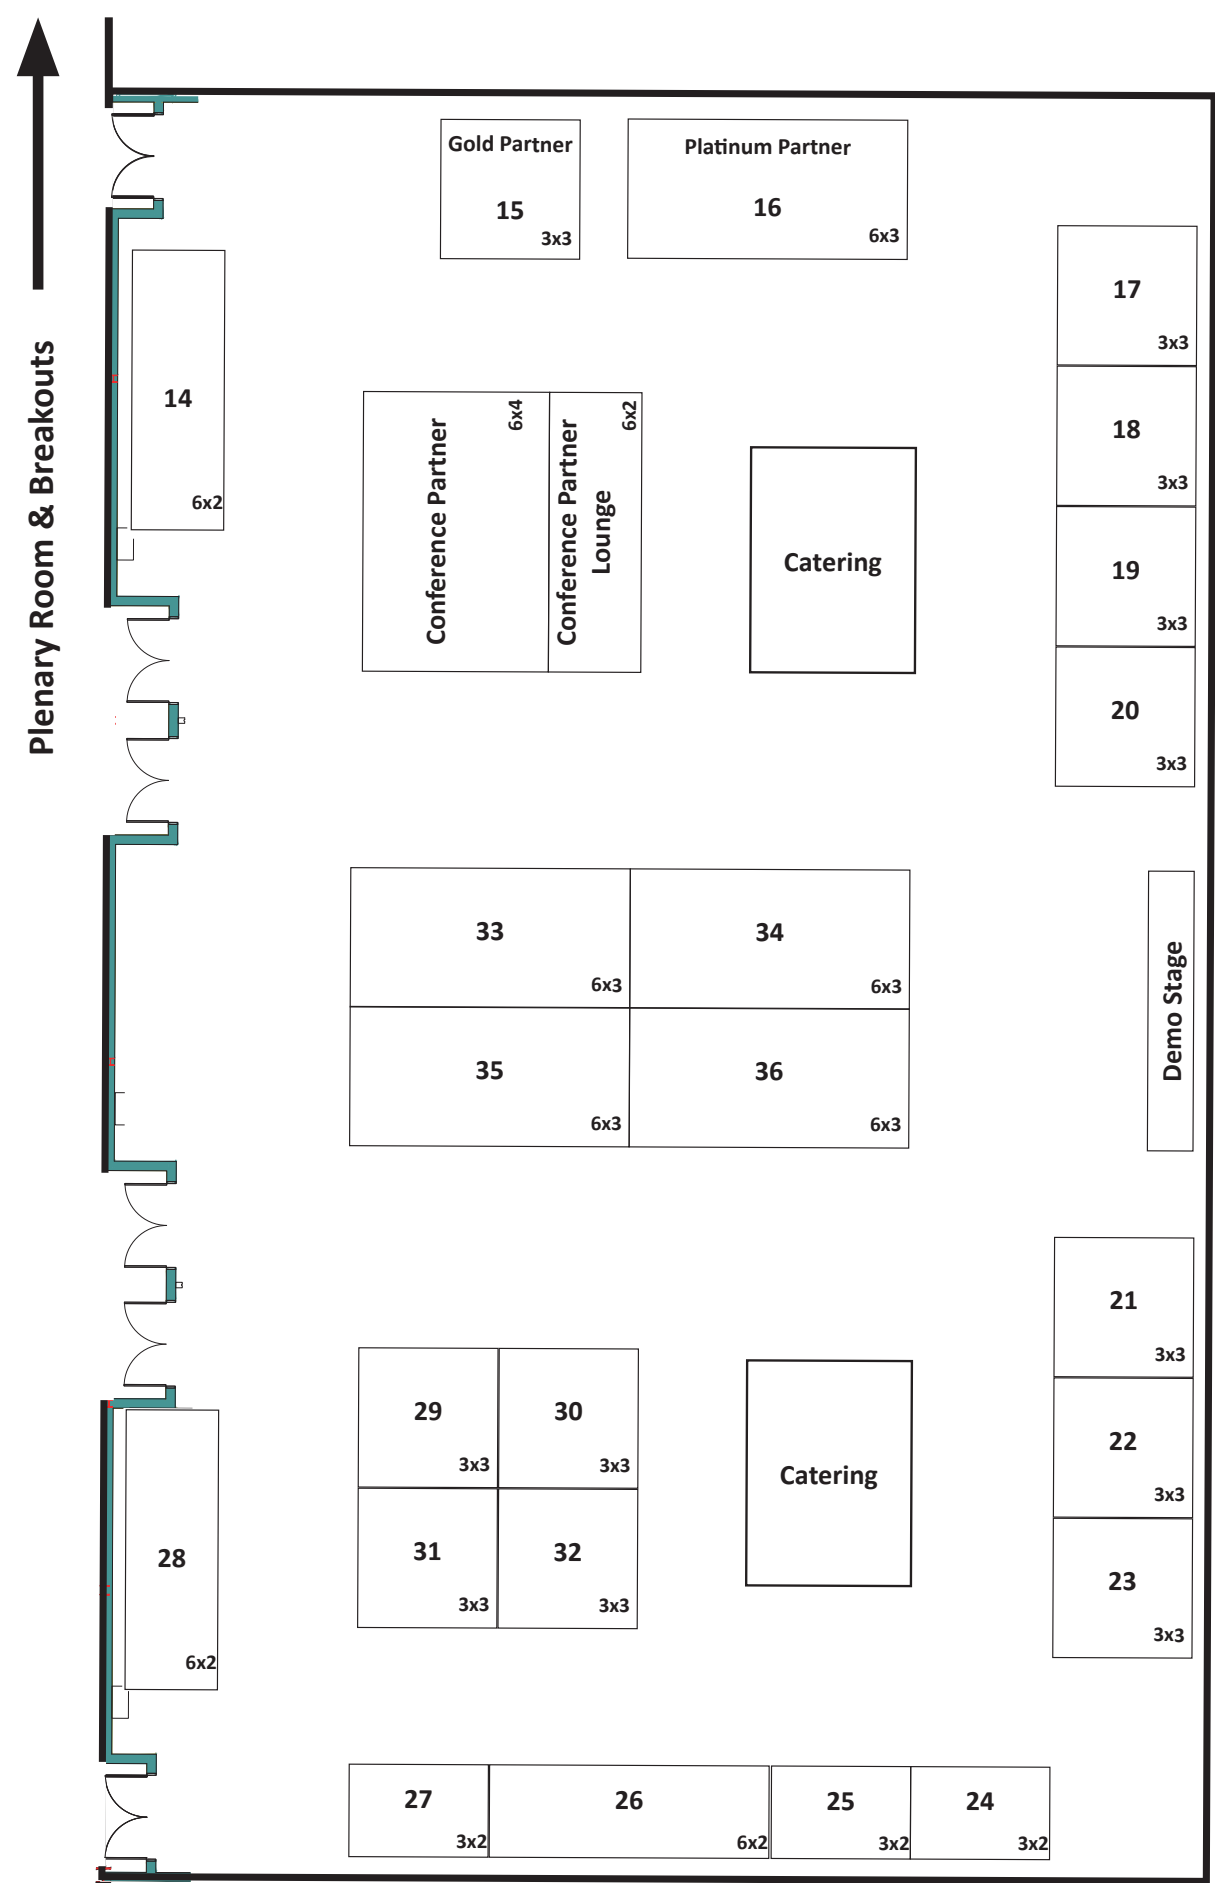 Plenary Room & Breakouts
Gold Partner
15
3x3
Platinum Partner
16
6x3
14
6x2
17
3x3
18
3x3
19
3x3
20
3x3
Conference Partner
6x4
Conference Partner
Lounge
6x2
Catering
33
6x3
34
6x3
35
6x3
36
6x3
Demo Stage
21
3x3
22
3x3
23
3x3
29
3x3
30
3x3
31
3x3
32
3x3
Catering
28
6x2
27
3x2
26
6x2
25
3x2
24
3x2